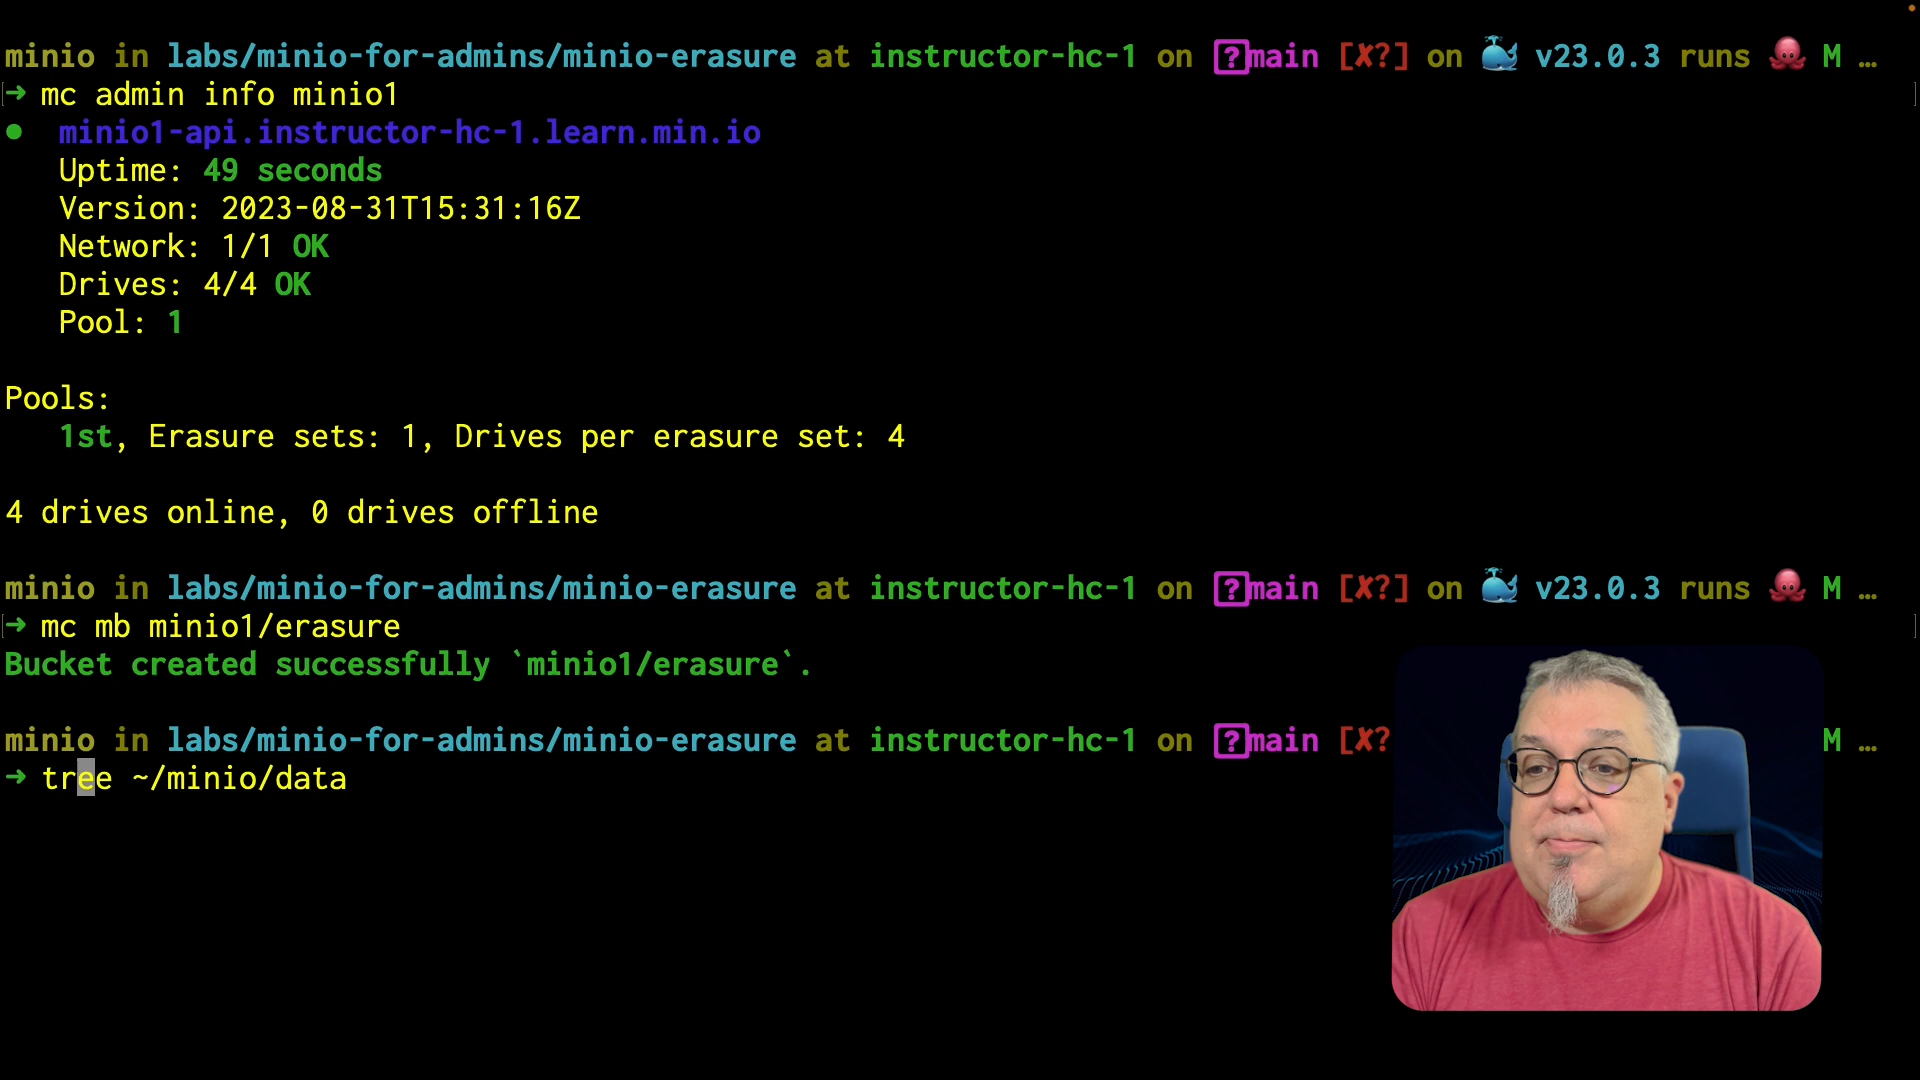 minio in labs/minio-for-admins/minio-erasure at instructor-hc-1 on ?main [✘?] on 🐳 v23.0.3 runs 🐙 M …
➜ mc admin info minio1
● minio1-api.instructor-hc-1.learn.min.io
Uptime: 49 seconds
Version: 2023-08-31T15:31:16Z
Network: 1/1 OK
Drives: 4/4 OK
Pool: 1
Pools:
1st, Erasure sets: 1, Drives per erasure set: 4
4 drives online, 0 drives offline
minio in labs/minio-for-admins/minio-erasure at instructor-hc-1 on ?main [✘?] on 🐳 v23.0.3 runs 🐙 M …
➜ mc mb minio1/erasure
Bucket created successfully `minio1/erasure`.
minio in labs/minio-for-admins/minio-erasure at instructor-hc-1 on ?main [✘? M …
➜ tree ~/minio/data